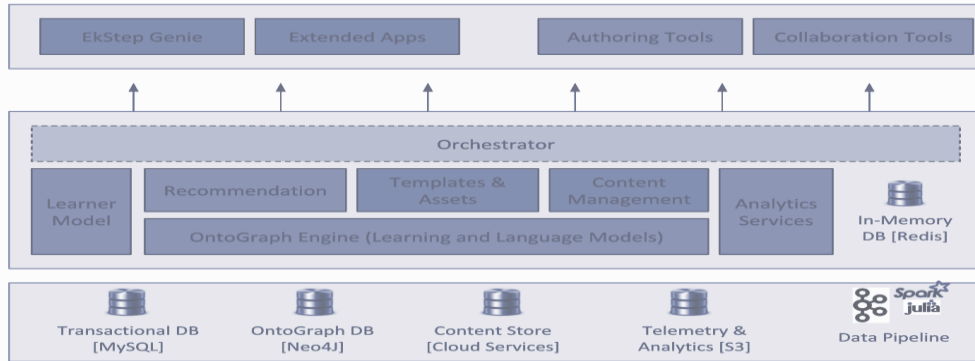 EkStep Genie
Extended Apps
Authoring Tools
Collaboration Tools
Orchestrator
Learner
Model
Recommendation
Templates &
Assets
Content
Management
Analytics
Services
In-Memory
DB [Redis]
OntoGraph Engine (Learning and Language Models)
Transactional DB
[MySQL]
OntoGraph DB
[Neo4J]
Content Store
[Cloud Services]
Telemetry &
Analytics [S3]
Spark
julia
Data Pipeline